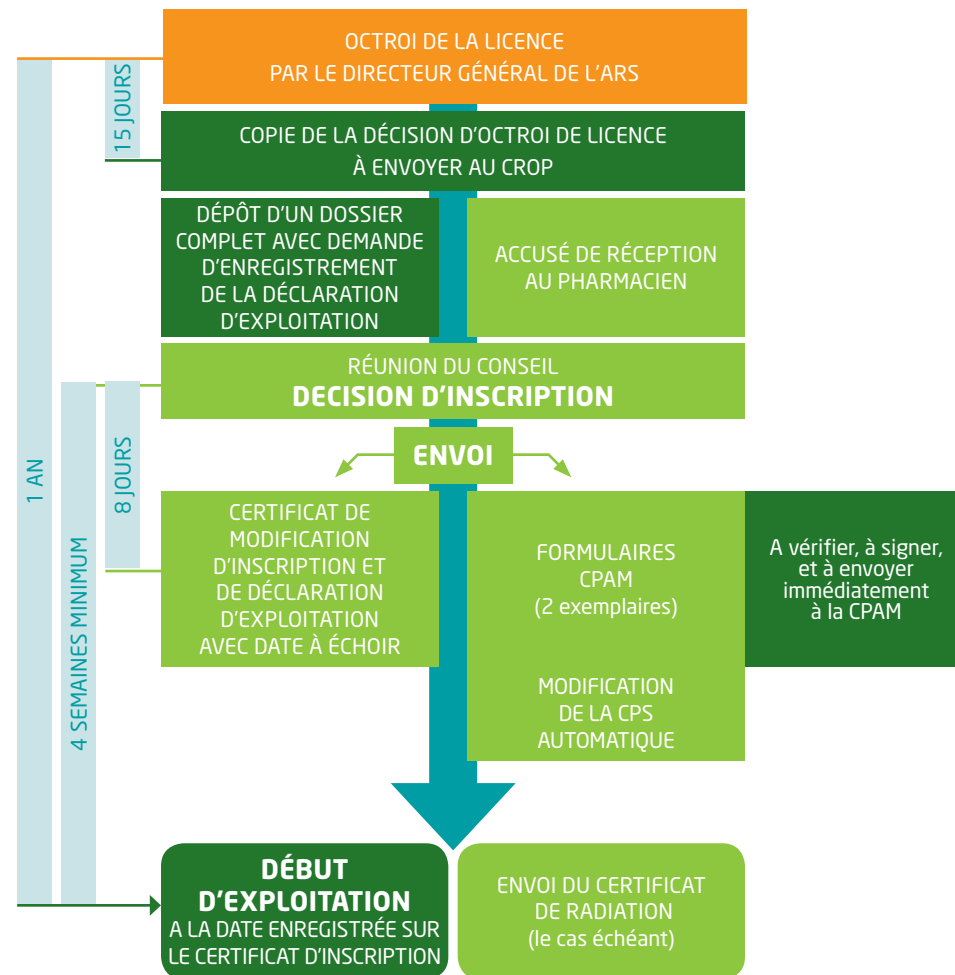 OCTROI DE LA LICENCE
PAR LE DIRECTEUR GÉNÉRAL DE L'ARS
15 JOURS
COPIE DE LA DÉCISION D'OCTROI DE LICENCE
À ENVOYER AU CROP
DÉPÔT D'UN DOSSIER
COMPLET AVEC DEMANDE
D'ENREGISTREMENT
DE LA DÉCLARATION
D'EXPLOITATION
ACCUSÉ DE RÉCEPTION
AU PHARMACIEN
RÉUNION DU CONSEIL
DECISION D'INSCRIPTION
1 AN
4 SEMAINES MINIMUM
8 JOURS
ENVOI
CERTIFICAT DE
MODIFICATION
D'INSCRIPTION ET
DE DÉCLARATION
D'EXPLOITATION
AVEC DATE À ÉCHOIR
FORMULAIRES
CPAM
(2 exemplaires)
A vérifier, à signer,
et à envoyer
immédiatement
à la CPAM
MODIFICATION
DE LA CPS
AUTOMATIQUE
DÉBUT
D'EXPLOITATION
A LA DATE ENREGISTRÉE SUR
LE CERTIFICAT D'INSCRIPTION
ENVOI DU CERTIFICAT
DE RADIATION
(le cas échéant)